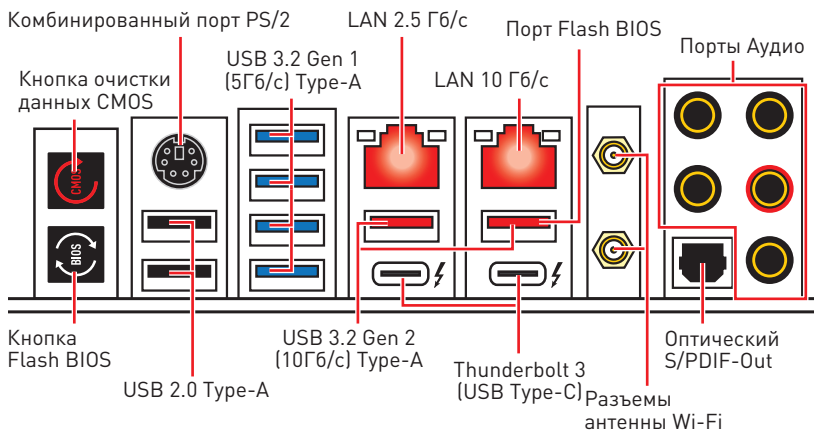 Комбинированный порт PS/2
LAN 2.5 Гб/с
Порт Flash BIOS
Порты Аудио
USB 3.2 Gen 1
(5Гб/с) Type-A
LAN 10 Гб/с
Кнопка очистки
данных CMOS
CMOS
BIOS
Кнопка
Flash BIOS
USB 2.0 Type-A
USB 3.2 Gen 2
(10Гб/с) Type-A
Thunderbolt 3
(USB Type-C)
Разъемы
антенны Wi-Fi
Оптический
S/PDIF-Out